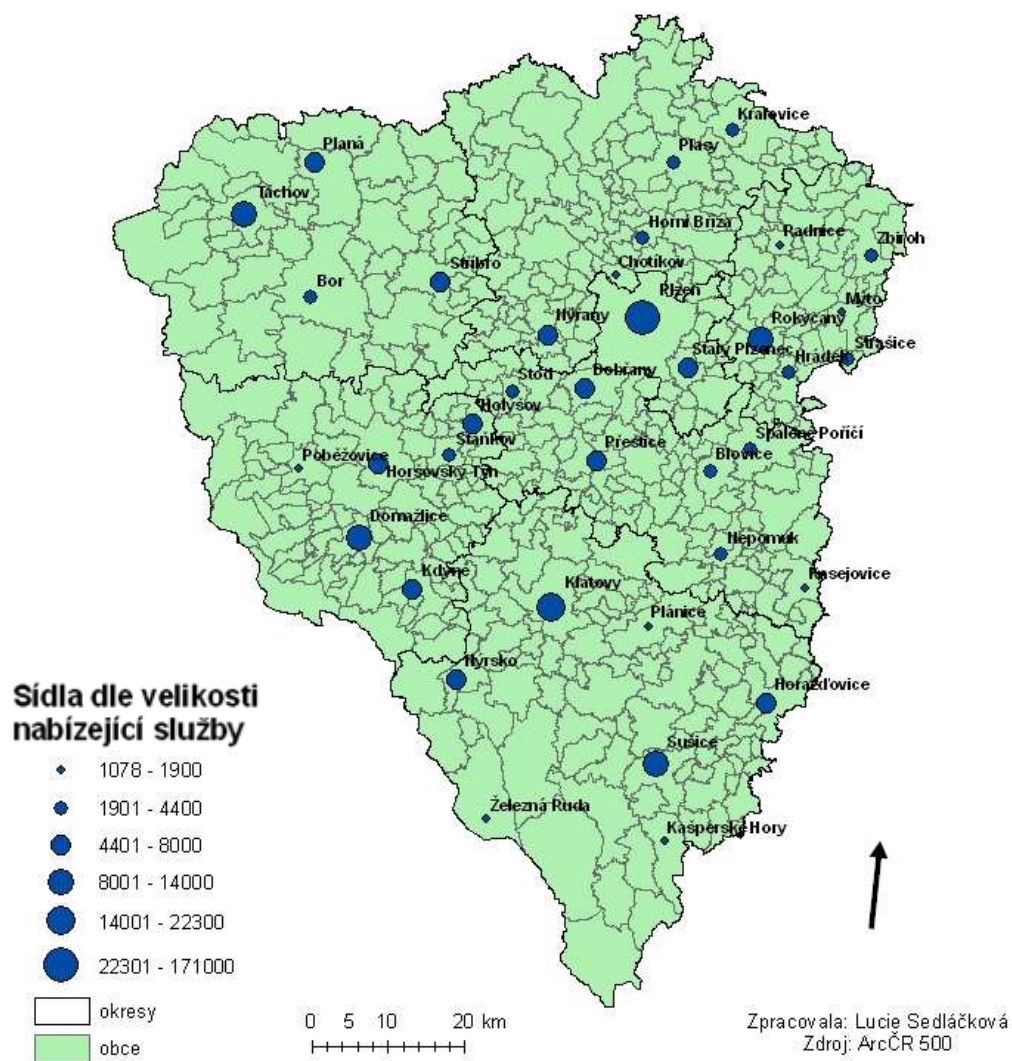 Kralovice
Plasy
Planá
Tachov
Horní Bříza
Radnice
Zbiroh
Chotíkov
Bor
Stříbro
Plzeň
Mýto
Nýřany
Rokycany
Starý Plzenec
Strašice
Hrádek
Stod
Dobřany
Holýšov
Spálené Poříčí
Staňkov
Přeštice
Blovice
Poběžovice
Horšovský Týn
Domažlice
Nepomuk
Kdyně
Kasejovice
Klatovy
Plánice
Nýrsko
Horažďovice
Sušice
Železná Ruda
Kašperské Hory
Sídla dle velikosti
nabízející služby
1078 - 1900
1901 - 4400
4401 - 8000
8001 - 14000
14001 - 22300
22301 - 171000
okresy
obce
0 5 10 20 km
Zpracovala: Lucie Sedláčková
Zdroj: ArcČR 500